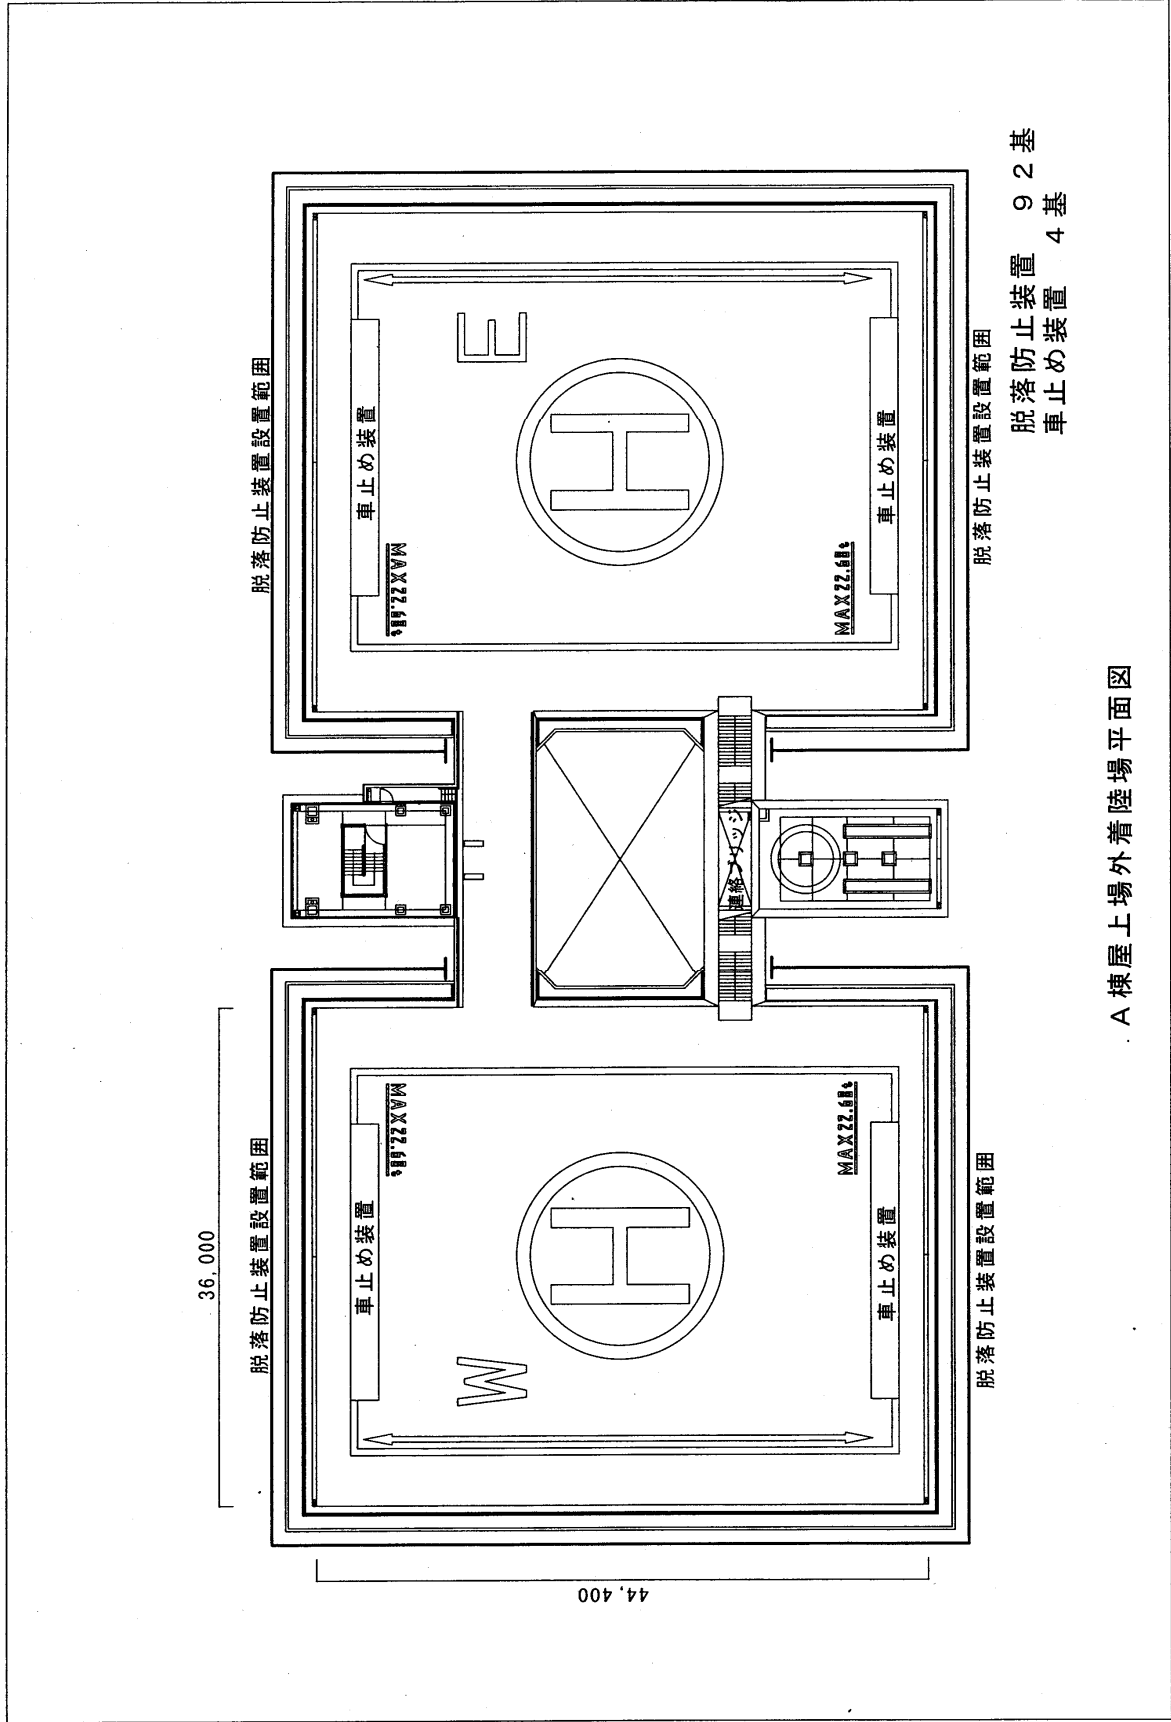 36,000
44,400
脱落防止装置設置範囲
脱落防止装置設置範囲
車止め装置
車止め装置
MAX22.68t
MAX22.68t
W
H
E
H
連絡ブリッジ
MAX22.68t
MAX22.68t
車止め装置
車止め装置
脱落防止装置設置範囲
脱落防止装置設置範囲
脱落防止装置 92基
車止め装置 4基
A棟屋上場外着陸場平面図